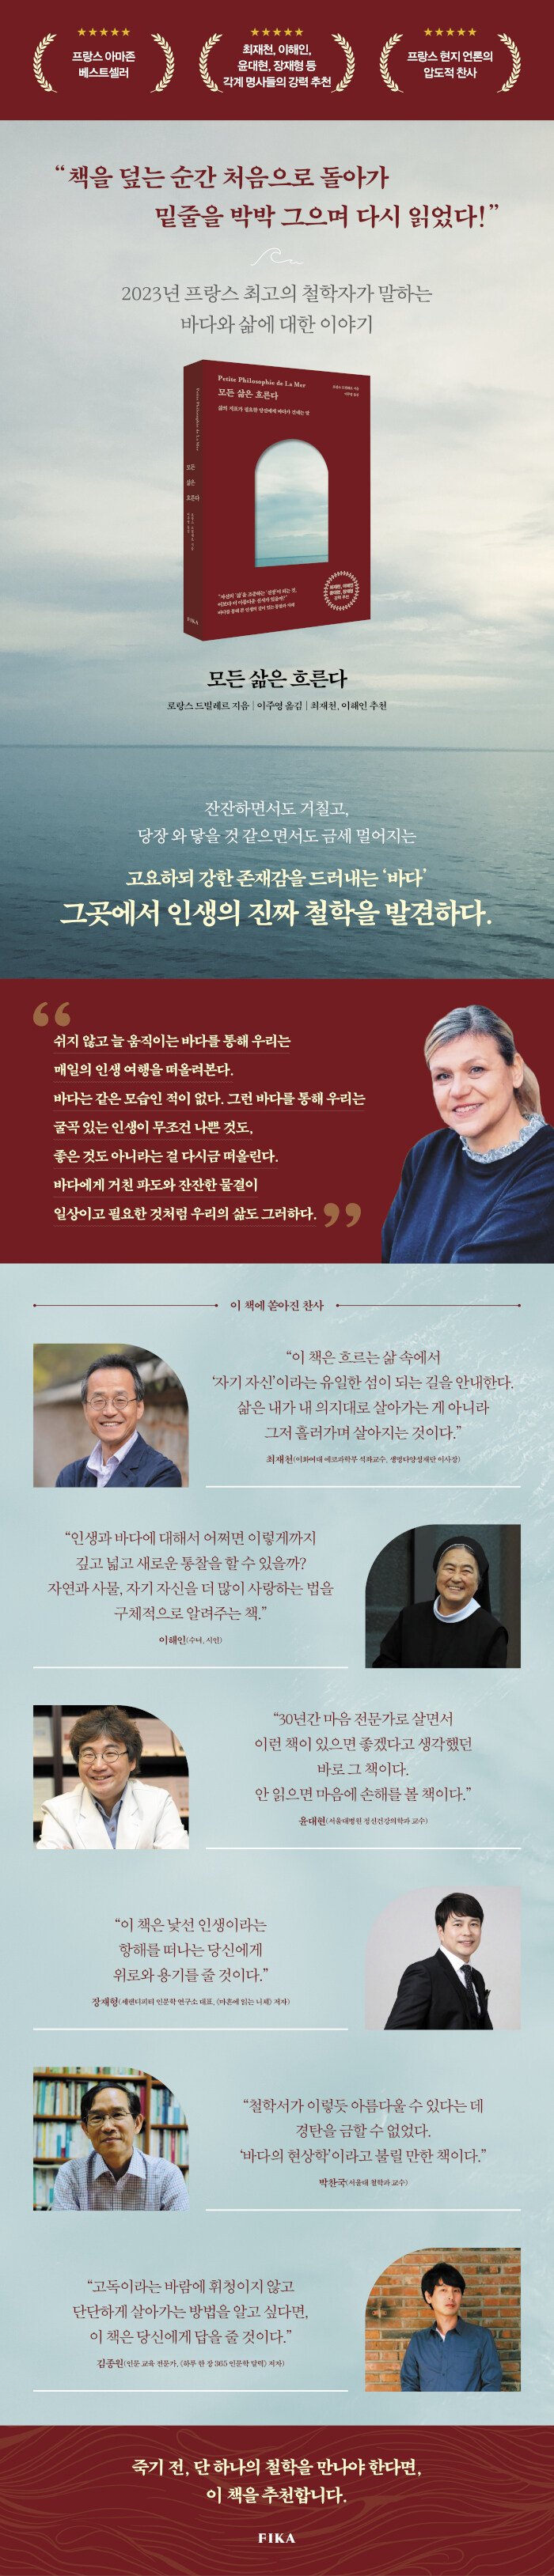 ★★★★★
프랑스 아마존
베스트셀러
★★★★★
최재천, 이해인,
윤대현, 장재형 등
각계 명사들의 강력 추천
★★★★★
프랑스 현지 언론의
압도적 찬사
“책을 덮는 순간 처음으로 돌아가
밑줄을 박박 그으며 다시 읽었다!”
2023년 프랑스 최고의 철학자가 말하는
바다와 삶에 대한 이야기
Petite Philosophie de La Mer
모든 삶은 흐른다
삶의 지표가 필요한 당신에게 바다가 건네는 말
Petite Philosophie de La Mer
모든
삶은
흐른다
FIKA
모든 삶은 흐른다
로랑스 드빌레르 지음 | 이주영 옮김 | 최재천, 이해인 추천
잔잔하면서도 거칠고,
당장 와 닿을 것 같으면서도 금세 멀어지는
고요하되 강한 존재감을 드러내는 ‘바다’
그곳에서 인생의 진짜 철학을 발견하다.
“
쉬지 않고 늘 움직이는 바다를 통해 우리는
매일의 인생 여행을 떠올려본다.
바다는 같은 모습인 적이 없다. 그런 바다를 통해 우리는
굴곡 있는 인생이 무조건 나쁜 것도,
좋은 것도 아니라는 걸 다시금 떠올린다.
바다에게 거친 파도와 잔잔한 물결이
일상이고 필요한 것처럼 우리의 삶도 그러하다.
”
이 책에 쏟아진 찬사
“이 책은 흐르는 삶 속에서
‘자기 자신’이라는 유일한 섬이 되는 길을 안내한다.
삶은 내가 내 의지대로 살아가는 게 아니라
그저 흘러가며 살아지는 것이다.”
최재천(이화여대 에코과학부 석좌교수, 생명다양성재단 이사장)
“인생과 바다에 대해서 어쩌면 이렇게까지
깊고 넓고 새로운 통찰을 할 수 있을까?
자연과 사물, 자기 자신을 더 많이 사랑하는 법을
구체적으로 알려주는 책.”
이해인(수녀, 시인)
“30년간 마음 전문가로 살면서
이런 책이 있으면 좋겠다고 생각했던
바로 그 책이다.
안 읽으면 마음에 손해를 볼 책이다.”
윤대현(서울대병원 정신건강의학과 교수)
“이 책은 낯선 인생이라는
항해를 떠나는 당신에게
위로와 용기를 줄 것이다.”
장재형(세렌디피티 인문학 연구소 대표, 《마흔에 읽는 니체》 저자)
“철학서가 이렇듯 아름다울 수 있다는 데
경탄을 금할 수 없었다.
‘바다의 현상학’이라고 불릴 만한 책이다.”
박찬국(서울대 철학과 교수)
“고독이라는 바람에 휘청이지 않고
단단하게 살아가는 방법을 알고 싶다면,
이 책은 당신에게 답을 줄 것이다.”
김종원(인문 교육 전문가, 《하루 한 장 365 인문학 달력》 저자)
죽기 전, 단 하나의 철학을 만나야 한다면,
이 책을 추천합니다.
FIKA